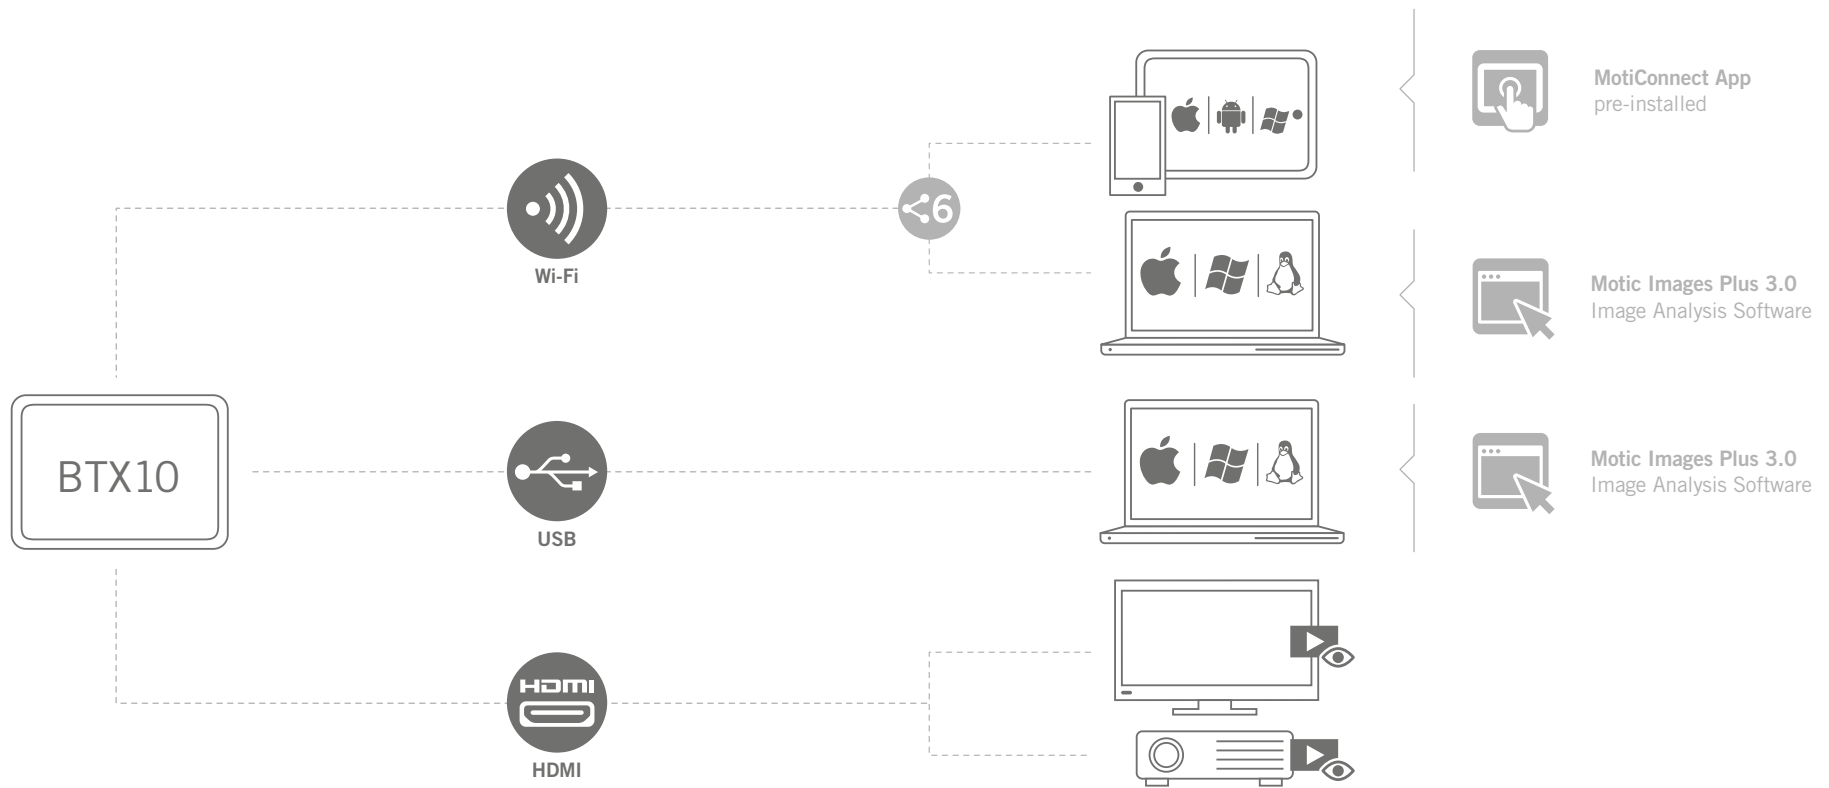 MotiConnect App
pre-installed
6
Wi-Fi
Motic Images Plus 3.0
Image Analysis Software
BTX10
USB
Motic Images Plus 3.0
Image Analysis Software
HDMI
HDMI